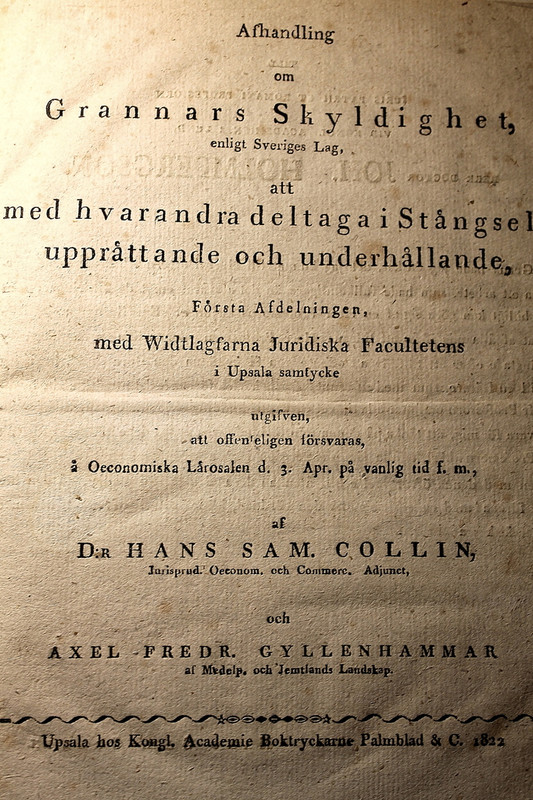 Afhandling
om
Grannars Skyldighet,
enligt Sveriges Lag,
att
med hvarandra deltaga i Stångsel
uppråttande och underhållande,
Fősta Afdelningen,
med Widtlagfarna Juridiska Facultetens
i Upsala samtycke
utgifven,
att offenteligen försvaras,
å Oeconomiska Lårosalen d. 3. Apr. på vanlig tid f. m.,
af
D:R HANS SAM. COLLIN,
Jurisprud. Oeconom. och Commerc. Adjunct,
och
AXEL FREDR. GYLLENHAMMAR
af Medelp. och Jemtlands Landskap.
Upsala hos Kongl. Academie Boktryckarne Palmblad & C. 1822